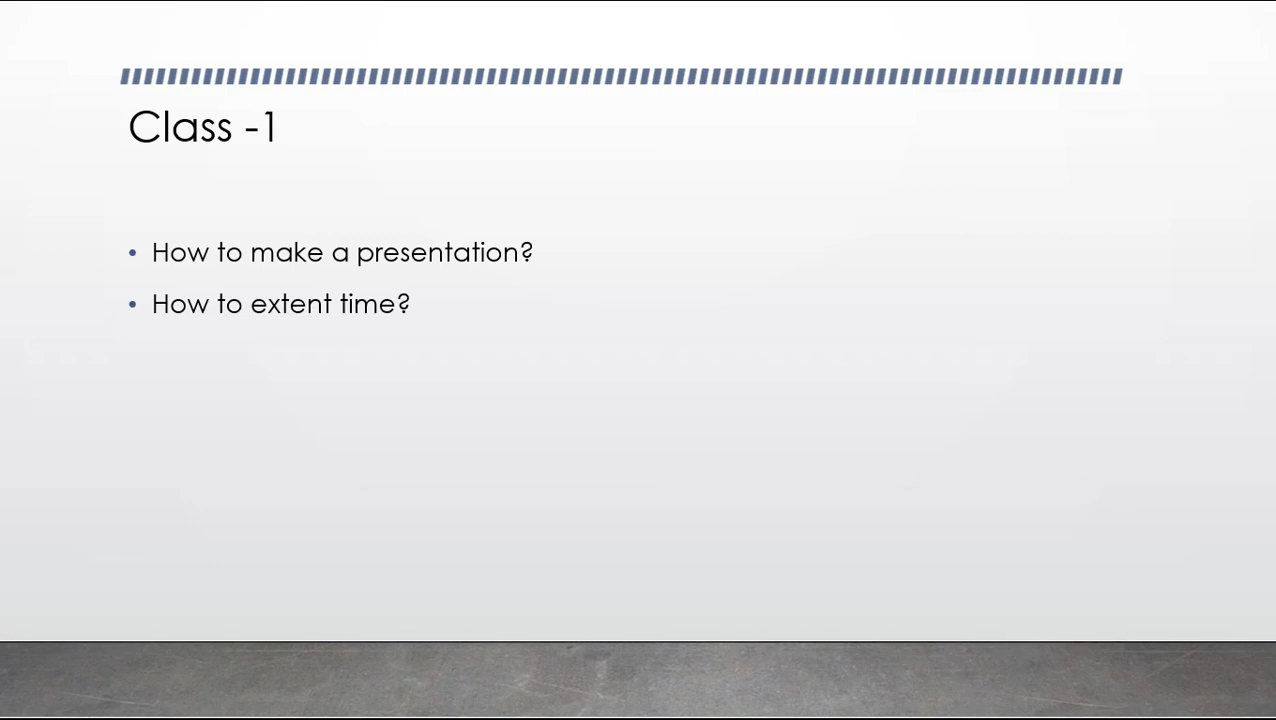 Class -1
• How to make a presentation?
• How to extent time?